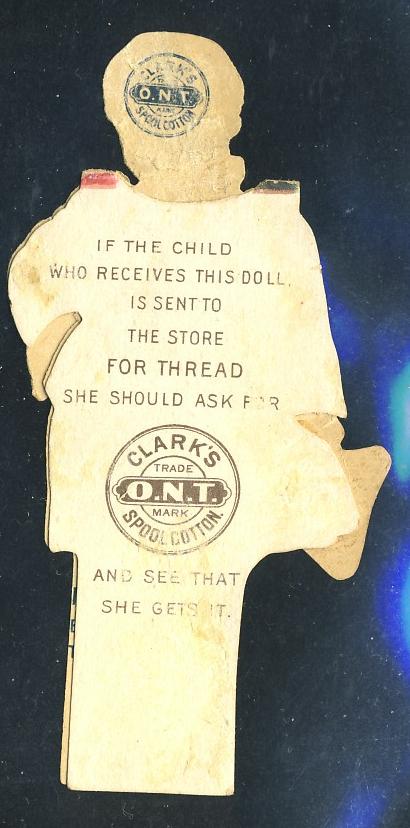 CLARK'S
O.N.T.
MARK
SPOOL COTTON
IF THE CHILD
WHO RECEIVES THIS DOLL,
IS SENT TO
THE STORE
FOR THREAD
SHE SHOULD ASK FOR
CLARK'S
TRADE
O.N.T.
MARK
SPOOL COTTON.
AND SEE THAT
SHE GETS IT.